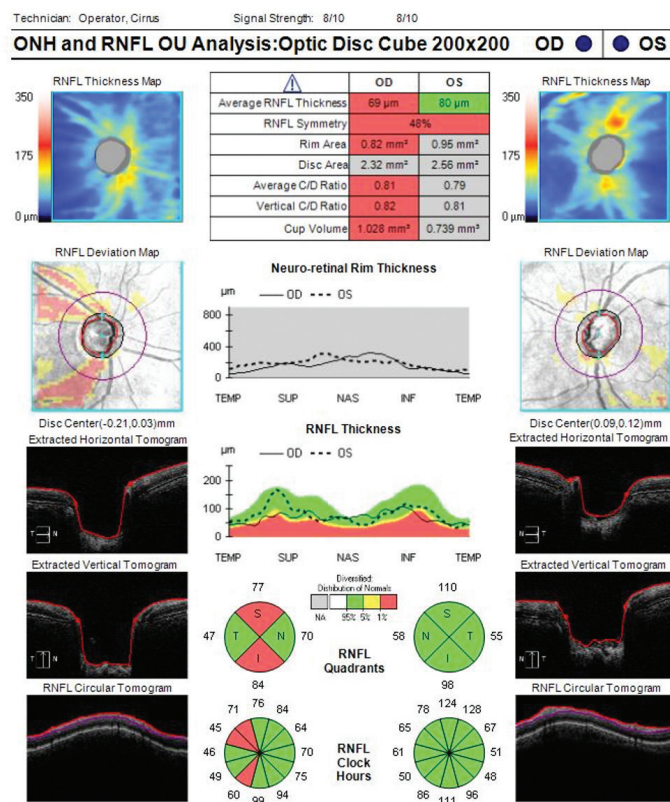 Technician: Operator, Cirrus Signal Strength: 8/10 8/10
ONH and RNFL OU Analysis:Optic Disc Cube 200x200 OD OS
RNFL Thickness Map
350
175
0 µm
OD OS
Average RNFL Thickness 69 µm 80 µm
RNFL Symmetry 48%
Rim Area 0.82 mm² 0.95 mm²
Disc Area 2.32 mm² 2.56 mm²
Average C/D Ratio 0.81 0.79
Vertical C/D Ratio 0.82 0.81
Cup Volume 1.028 mm³ 0.739 mm³
RNFL Thickness Map
350
175
0 µm
RNFL Deviation Map
Disc Center(-0.21,0.03)mm
Neuro-retinal Rim Thickness
µm OD OS
800
400
0
TEMP SUP NAS INF TEMP
RNFL Deviation Map
Disc Center(0.09,0.12)mm
Extracted Horizontal Tomogram
T N
RNFL Thickness
µm OD OS
200
100
0
TEMP SUP NAS INF TEMP
Extracted Horizontal Tomogram
T N
Extracted Vertical Tomogram
T N
Diversified:
Distribution of Normals
NA 95% 5% 1%
77
47 S T N I 70
84
RNFL
Quadrants
110
58 S N T I 55
98
Extracted Vertical Tomogram
T N
RNFL Circular Tomogram
76
71 84
45 64
46 70
49 75
60 94
99
RNFL
Clock
Hours
124
78 128
65 67
61 51
50 48
86 96
111
RNFL Circular Tomogram